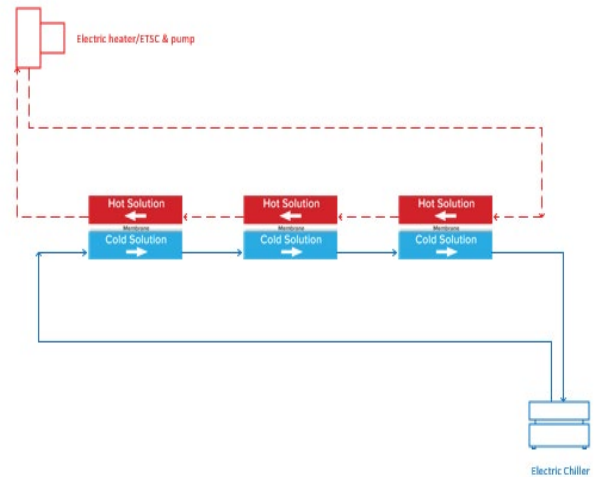 Electric heater/ETSC & pump
Hot Solution
Membrane
Cold Solution
Hot Solution
Membrane
Cold Solution
Hot Solution
Membrane
Cold Solution
Electric Chiller